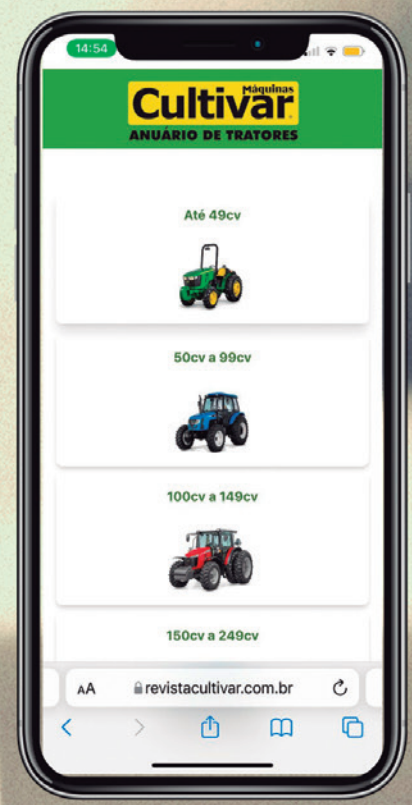 14:54
Máquinas
Cultivar
ANUÁRIO DE TRATORES
Até 49cv
50cv a 99cv
100cv a 149cv
150cv a 249cv
AA revistacultivar.com.br